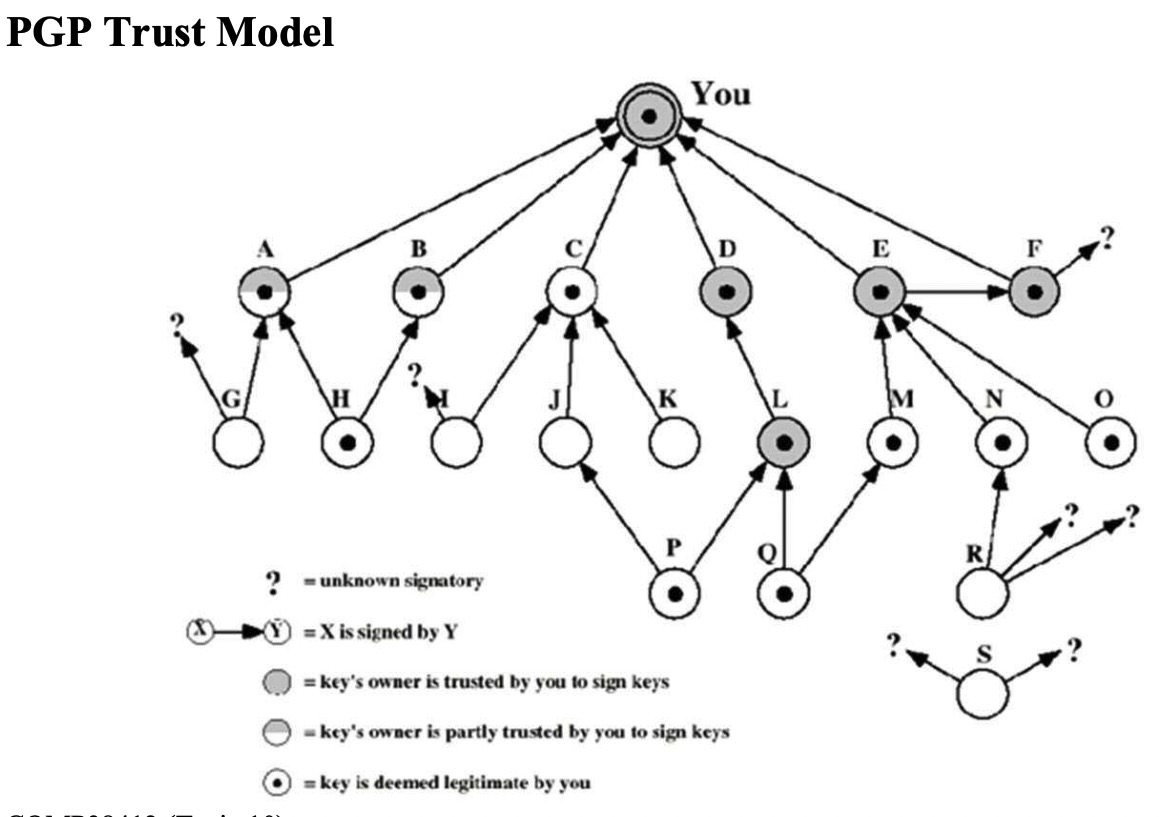 PGP Trust Model
You
A B C D E F ?
?
?
G H I J K L M N O
? ?
P Q R
? = unknown signatory
X Y = X is signed by Y
? S ?
= key's owner is trusted by you to sign keys
= key's owner is partly trusted by you to sign keys
= key is deemed legitimate by you